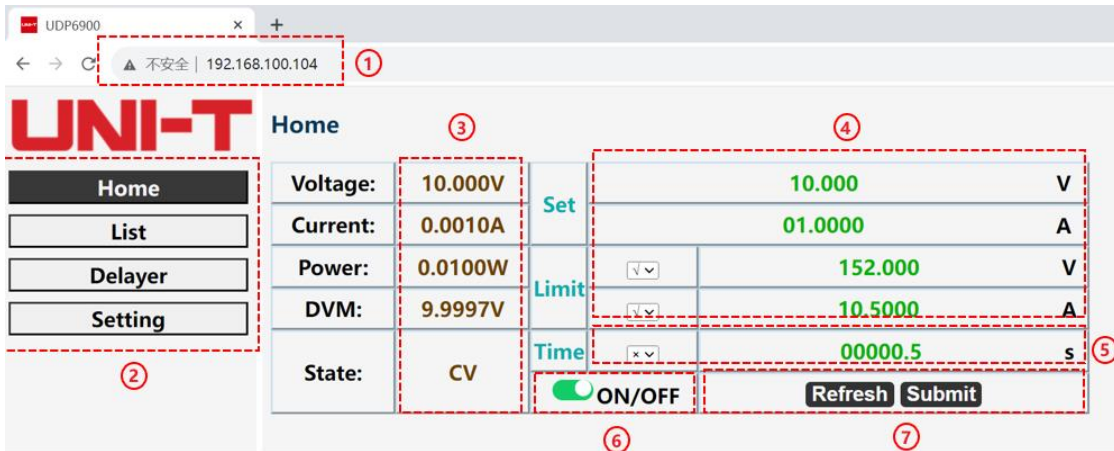 UNI-T UDP6900 × +
不安全 | 192.168.100.104 ①
UNI-T
Home ③ ④
Home
List
Delayer
Setting
②
Voltage: 10.000V Set 10.000 V
Current: 0.0010A 01.0000 A
Power: 0.0100W Limit √ 152.000 V
DVM: 9.9997V √ 10.5000 A
State: CV Time × 00000.5 s ⑤
ON/OFF Refresh Submit
⑥ ⑦